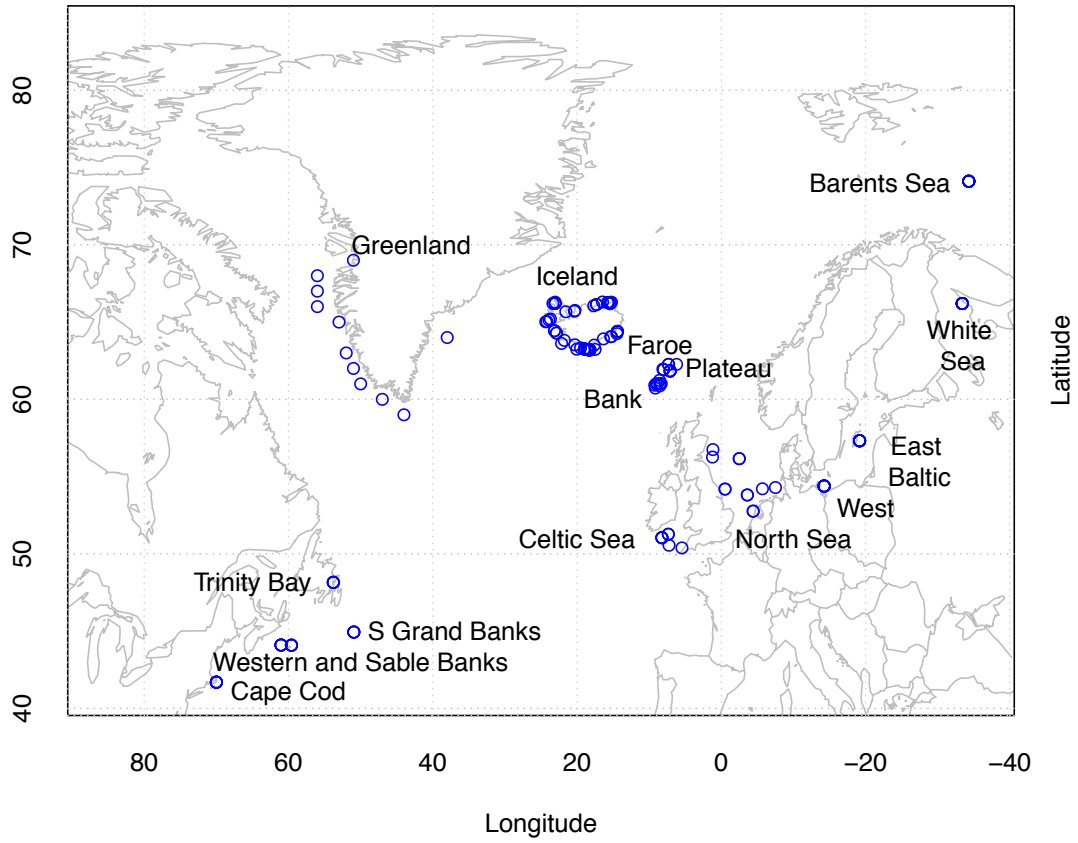 80
70
60
50
40
Barents Sea
Greenland
Iceland
White
Sea
Faroe
Plateau
Bank
East
Baltic
West
Celtic Sea
North Sea
Trinity Bay
S Grand Banks
Western and Sable Banks
Cape Cod
80
60
40
20
0
−20
−40
Longitude
Latitude